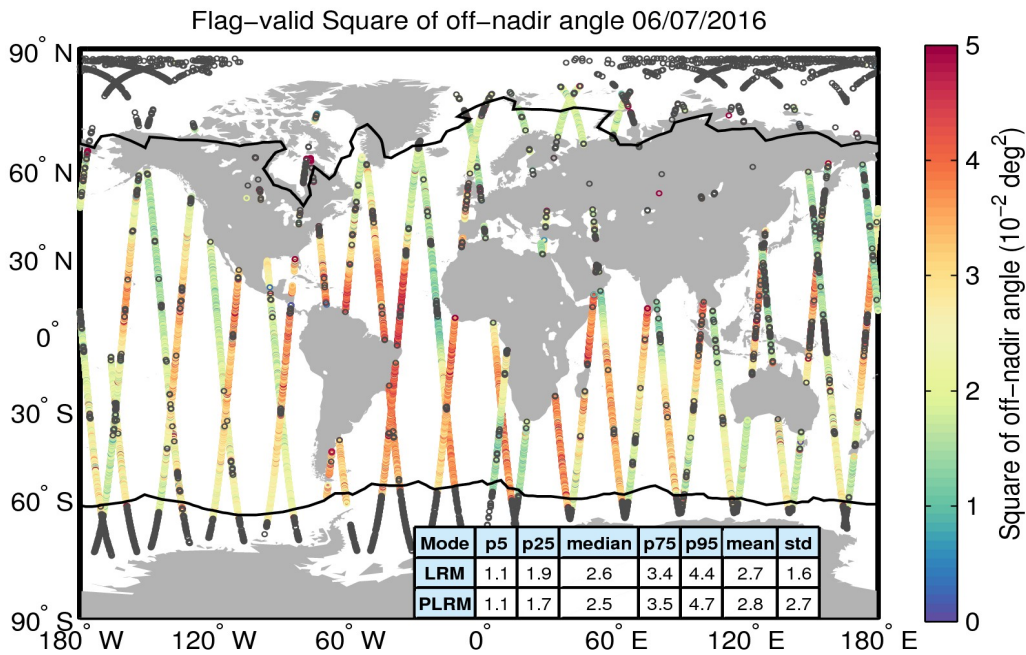 Flag−valid Square of off−nadir angle 06/07/2016
90° N
60° N
30° N
0°
30° S
60° S
90° S
180° W
120° W
60° W
0°
60° E
120° E
180° E
Mode p5 p25 median p75 p95 mean std
LRM 1.1 1.9 2.6 3.4 4.4 2.7 1.6
PLRM 1.1 1.7 2.5 3.5 4.7 2.8 2.7
5
4
3
2
1
0
Square of off−nadir angle (10⁻² deg²)